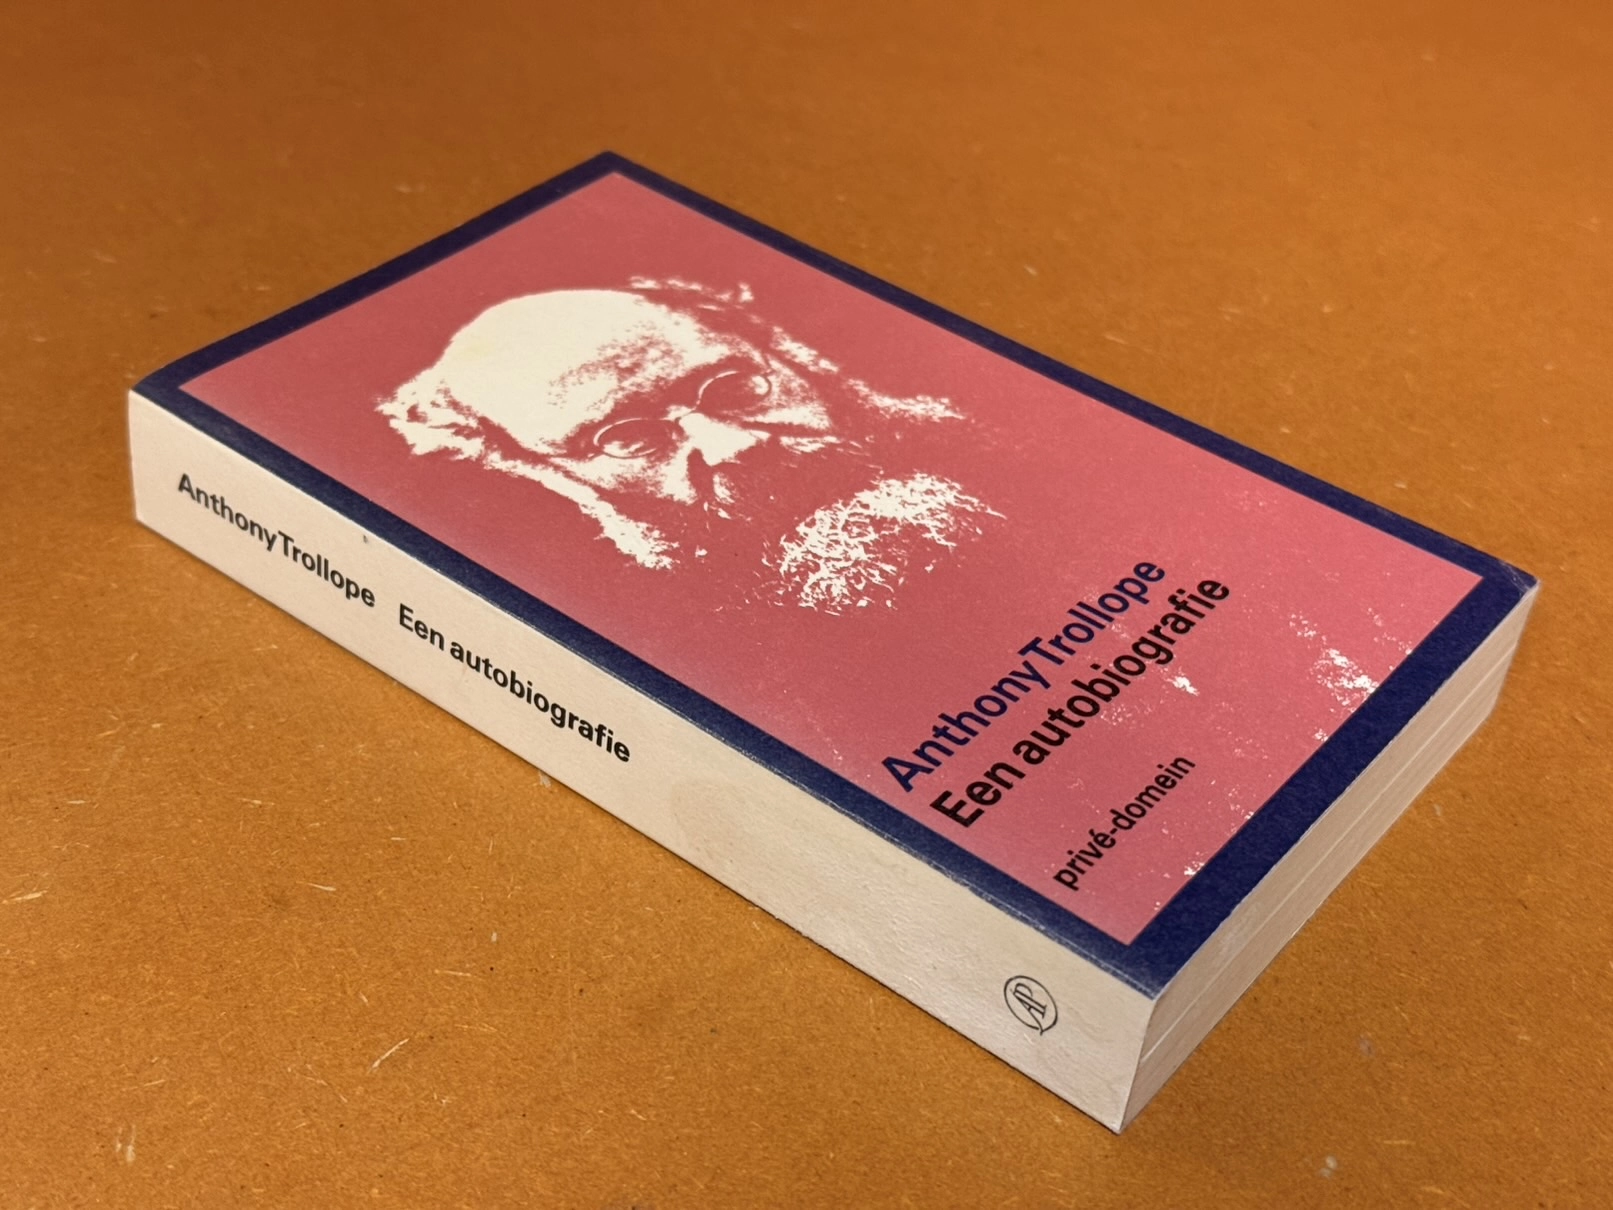 Anthony Trollope
Een autobiografie
privé-domein
Anthony Trollope Een autobiografie
AP